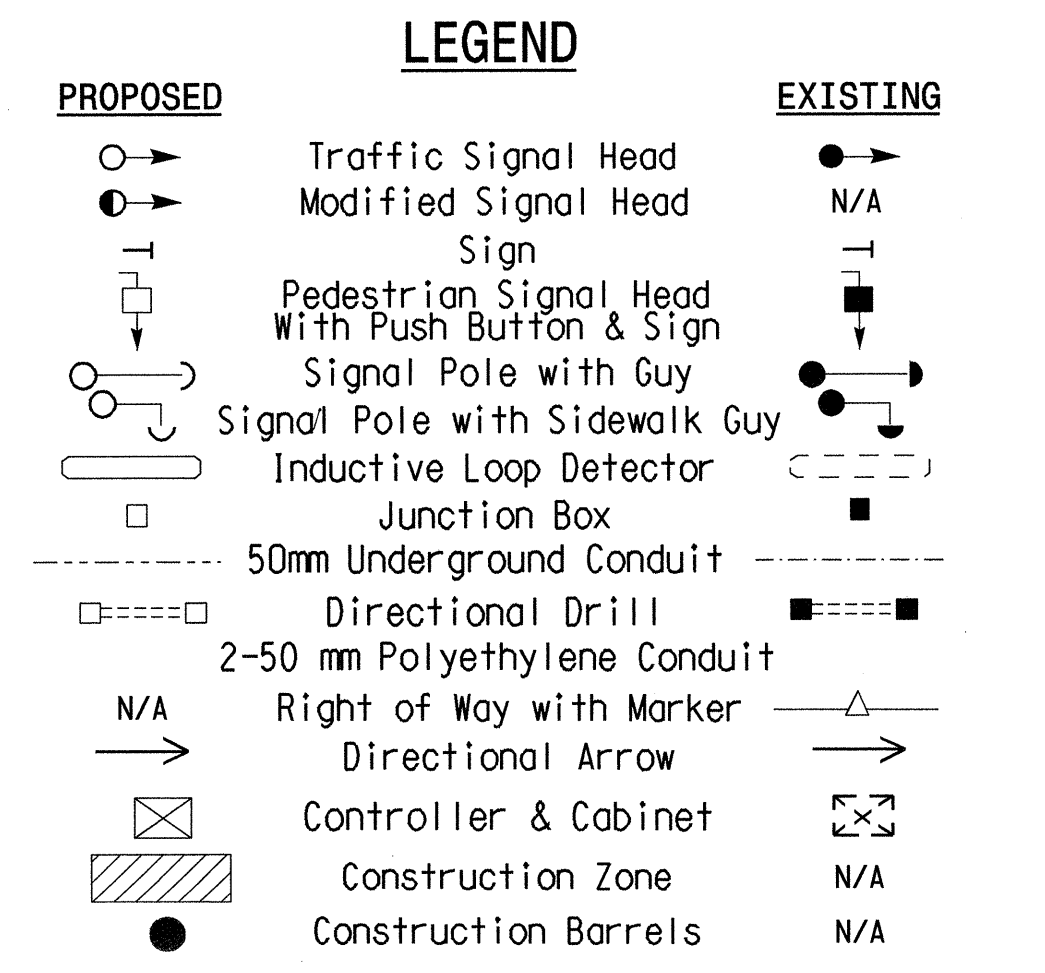 LEGEND
PROPOSED EXISTING
Traffic Signal Head
Modified Signal Head N/A
Sign
Pedestrian Signal Head
With Push Button & Sign
Signal Pole with Guy
Signal Pole with Sidewalk Guy
Inductive Loop Detector
Junction Box
50mm Underground Conduit
Directional Drill
2-50 mm Polyethylene Conduit
N/A Right of Way with Marker
Directional Arrow
Controller & Cabinet
Construction Zone N/A
Construction Barrels N/A